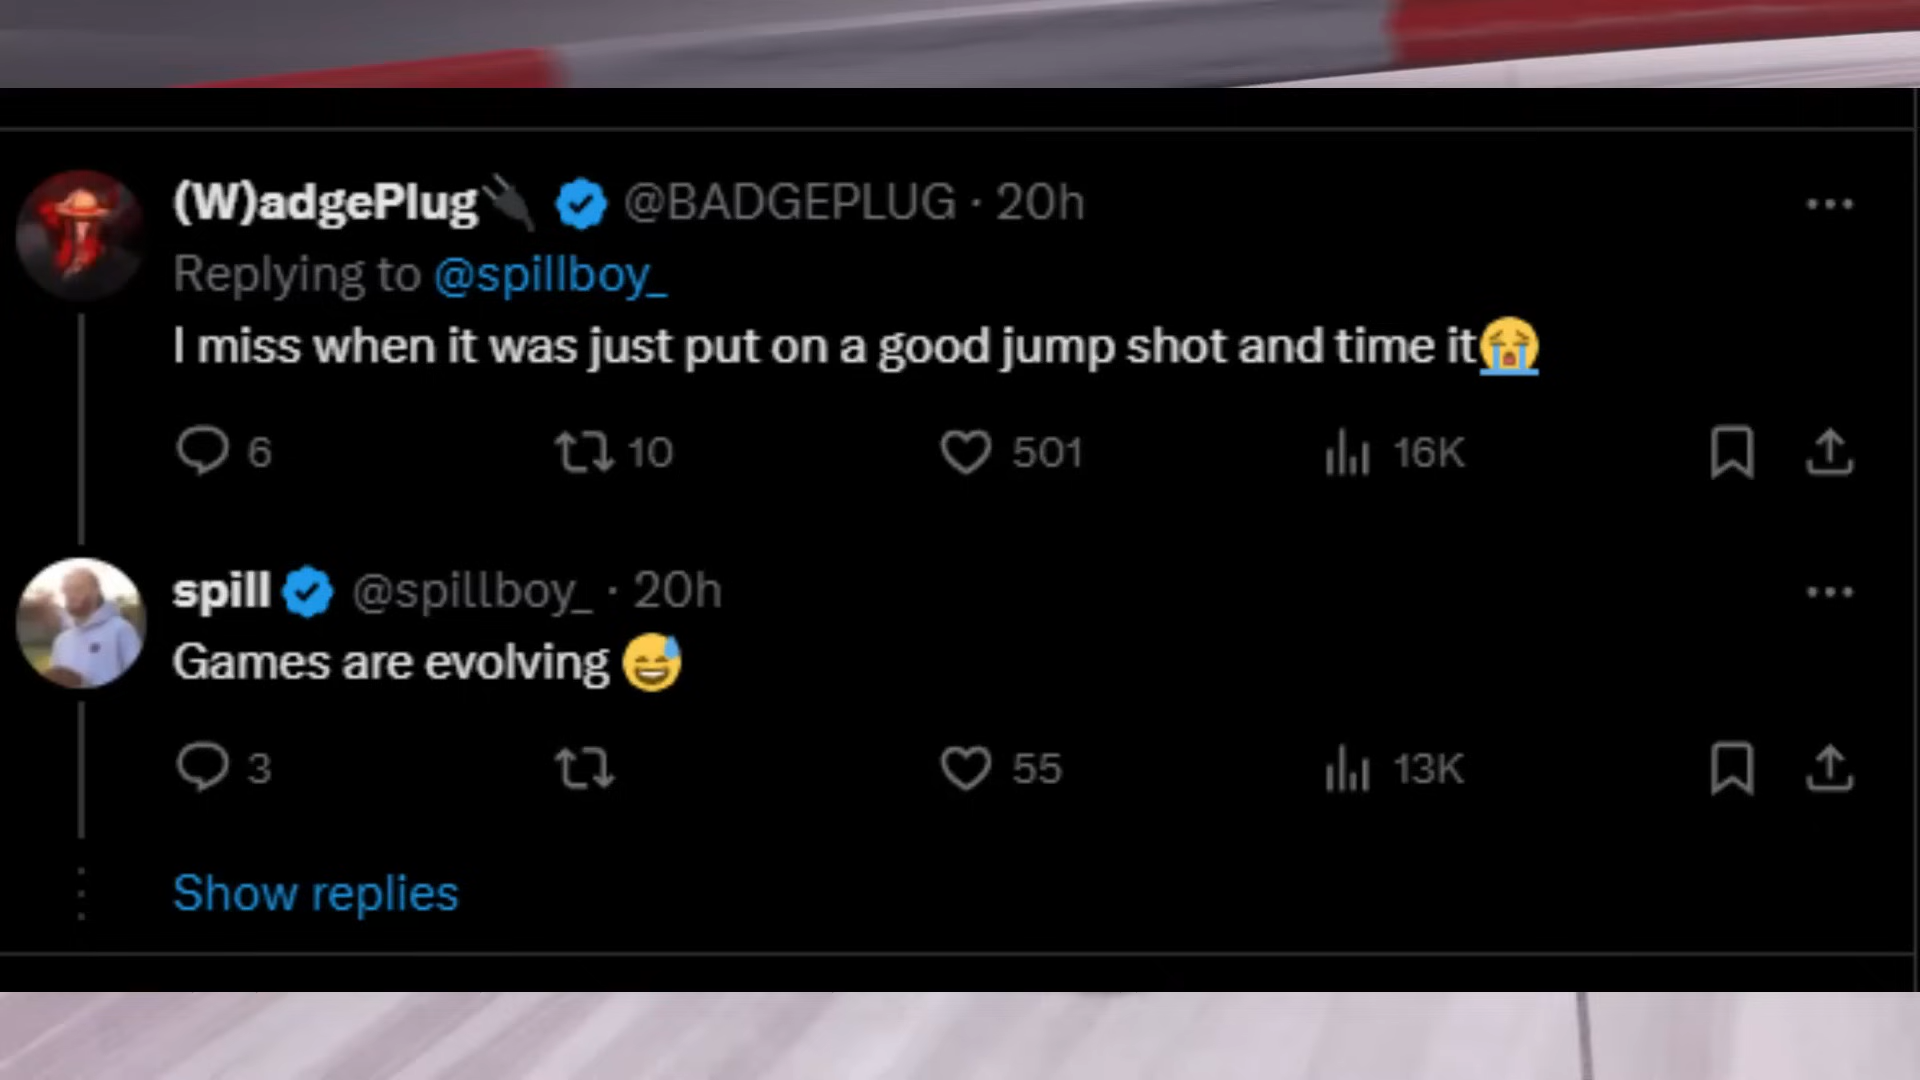 (W)adgePlug🔌 @BADGEPLUG · 20h
Replying to @spillboy_
I miss when it was just put on a good jump shot and time it😭
6 10 501 16K
spill @spillboy_ · 20h
Games are evolving 😅
3 55 13K
Show replies